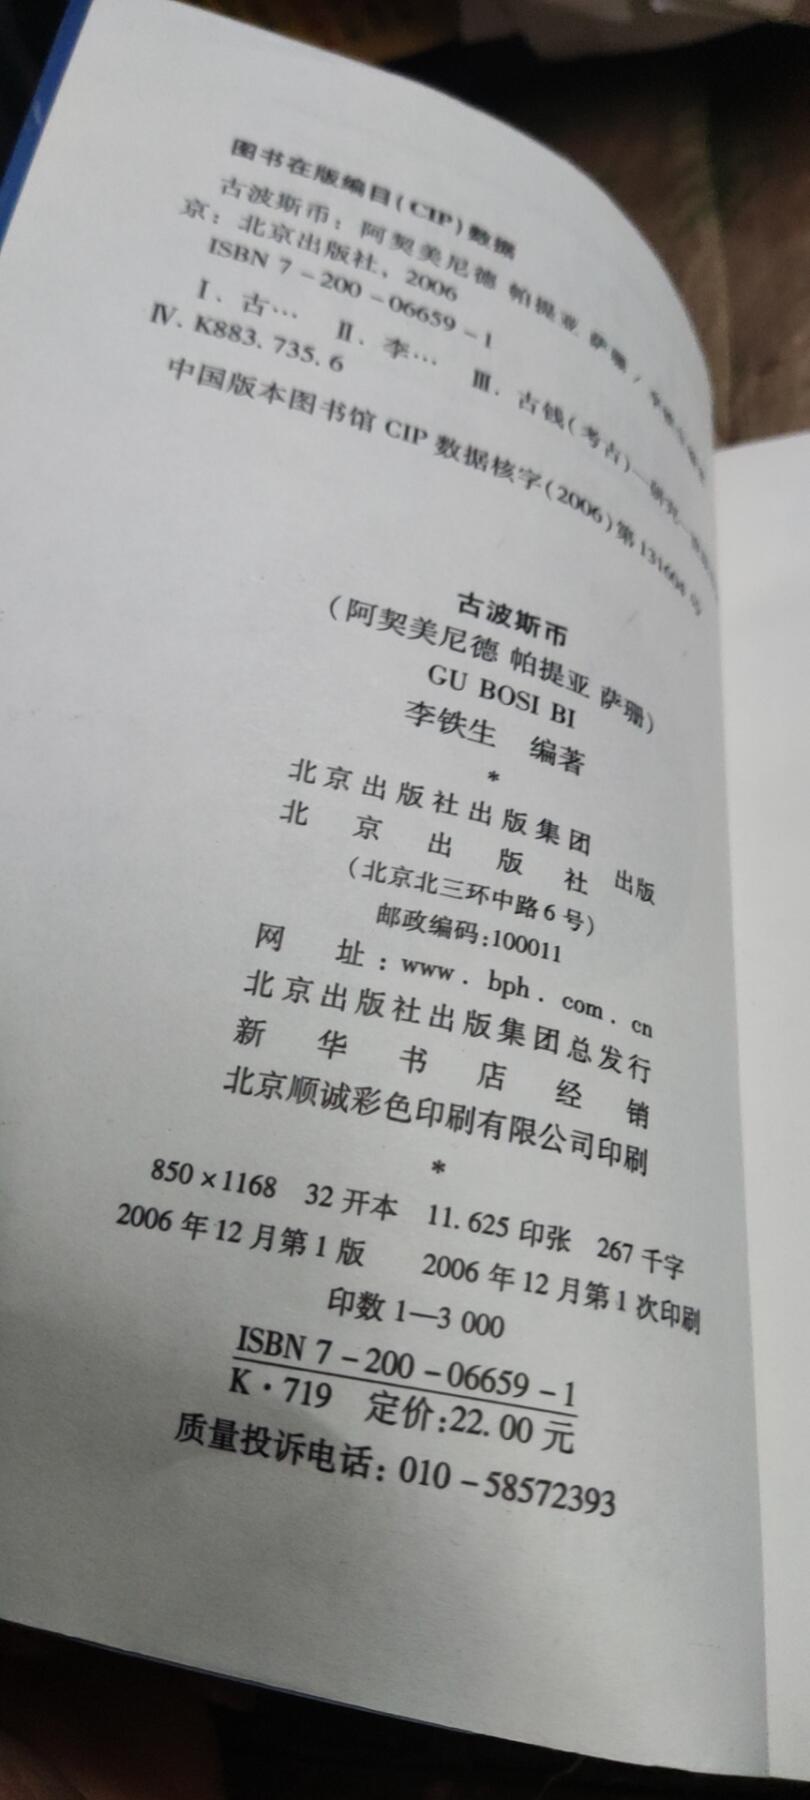 图书在版编目(CIP)数据
古波斯币:阿契美尼德 帕提亚 萨珊/
京:北京出版社,2006
ISBN 7-200-06659-1
Ⅰ.古… Ⅱ.李… Ⅲ.古钱(考古)—研究—
Ⅳ.K883.735.6
中国版本图书馆 CIP 数据核字(2006)第
古波斯币
(阿契美尼德 帕提亚 萨珊)
GU BOSI BI
李铁生 编著
*
北京出版社出版集团
北京出版社 出版
(北京北三环中路6号)
邮政编码:100011
网址:www.bph.com.cn
北京出版社出版集团总发行
新华书店经销
北京顺诚彩色印刷有限公司印刷
*
850×1168 32开本 11.625印张 267千字
2006年12月第1版 2006年12月第1次印刷
印数1—3 000
ISBN 7-200-06659-1
K·719 定价:22.00元
质量投诉电话:010-58572393